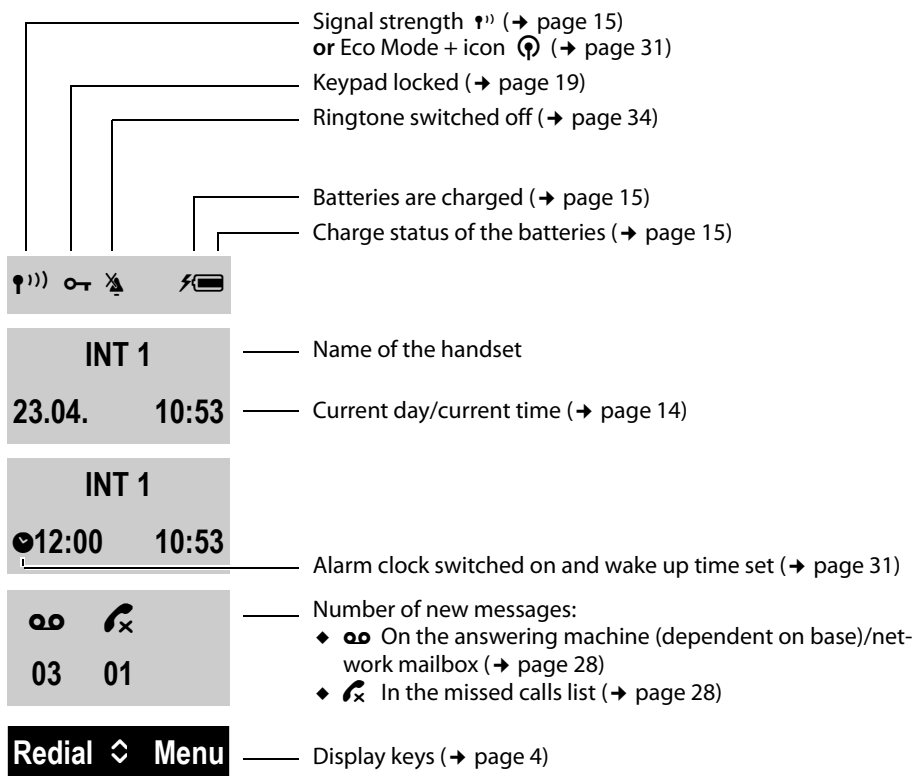 Signal strength (➔ page 15)
or Eco Mode + icon (➔ page 31)
Keypad locked (➔ page 19)
Ringtone switched off (➔ page 34)
Batteries are charged (➔ page 15)
Charge status of the batteries (➔ page 15)
INT 1
Name of the handset
23.04. 10:53
Current day/current time (➔ page 14)
INT 1
12:00 10:53
Alarm clock switched on and wake up time set (➔ page 31)
Number of new messages:
◆ On the answering machine (dependent on base)/net-
work mailbox (➔ page 28)
03 01
◆ In the missed calls list (➔ page 28)
Redial Menu
Display keys (➔ page 4)